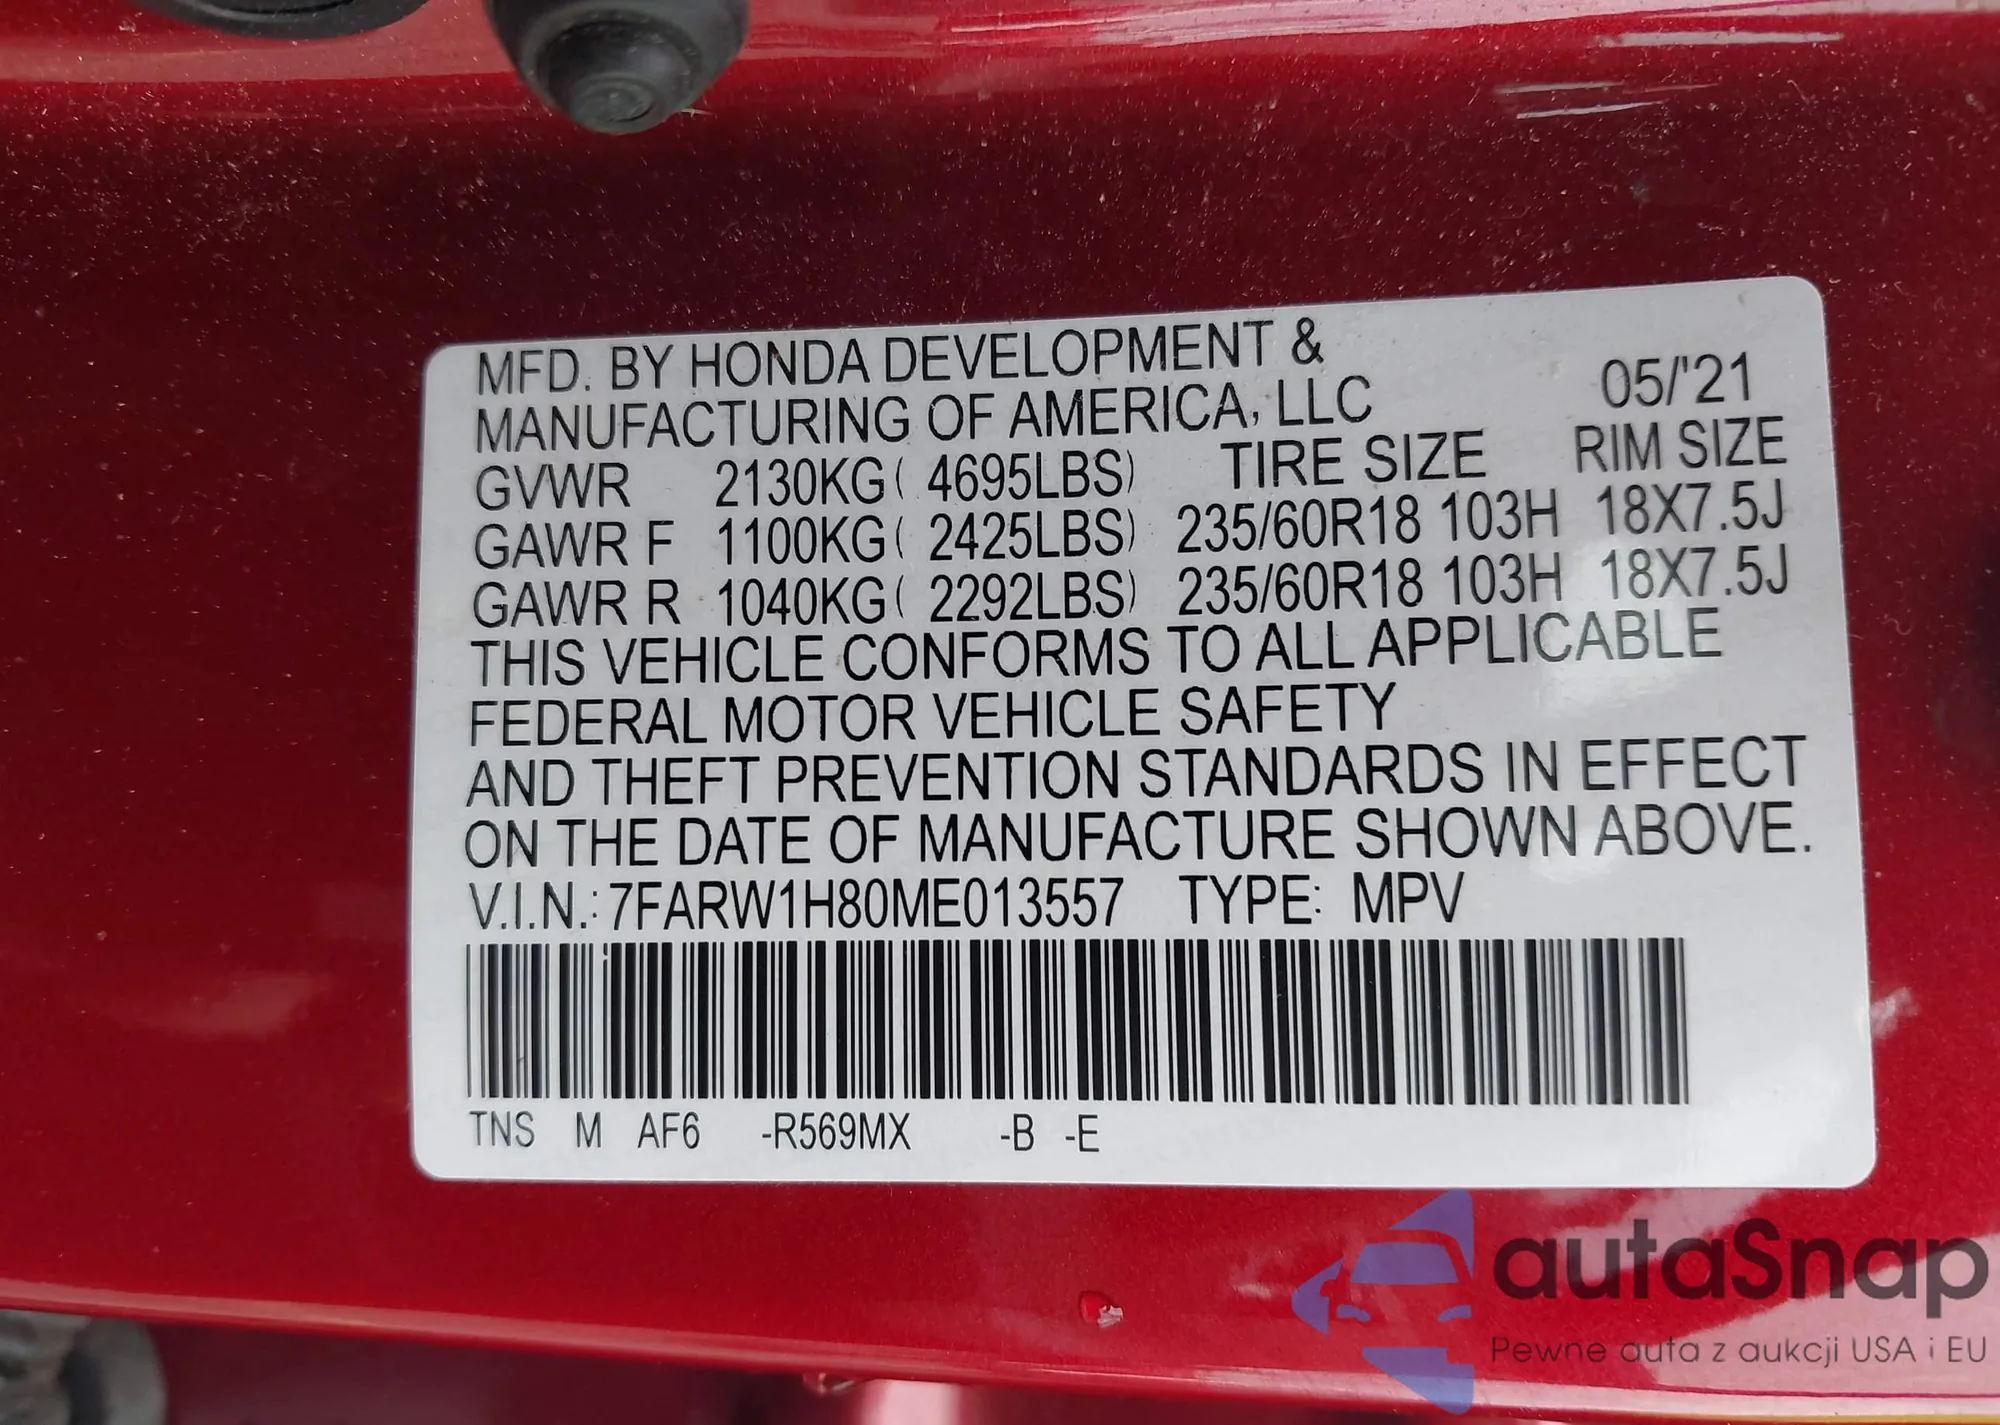 MFD. BY HONDA DEVELOPMENT &
MANUFACTURING OF AMERICA, LLC 05/'21
GVWR 2130KG( 4695LBS) TIRE SIZE RIM SIZE
GAWR F 1100KG( 2425LBS) 235/60R18 103H 18X7.5J
GAWR R 1040KG( 2292LBS) 235/60R18 103H 18X7.5J
THIS VEHICLE CONFORMS TO ALL APPLICABLE
FEDERAL MOTOR VEHICLE SAFETY
AND THEFT PREVENTION STANDARDS IN EFFECT
ON THE DATE OF MANUFACTURE SHOWN ABOVE.
V.I.N.: 7FARW1H80ME013557 TYPE: MPV
TNS M AF6 -R569MX -B -E
autaSnap
Pewne auta z aukcji USA i EU